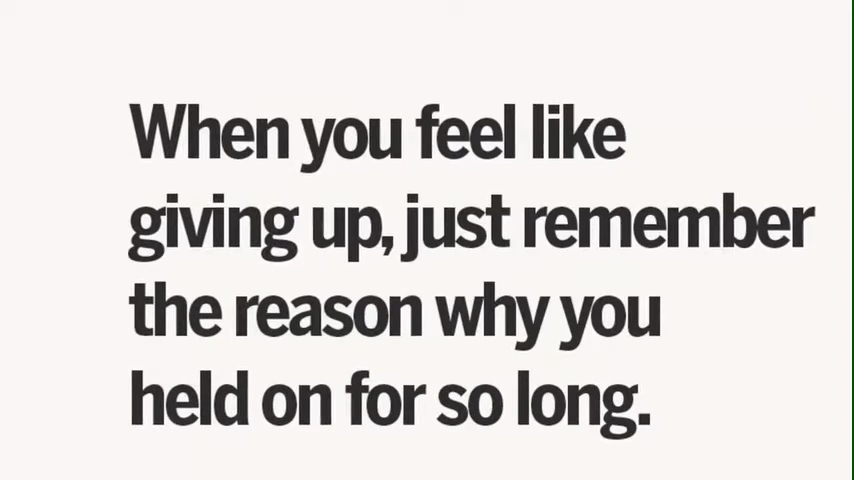 When you feel like
giving up, just remember
the reason why you
held on for so long.